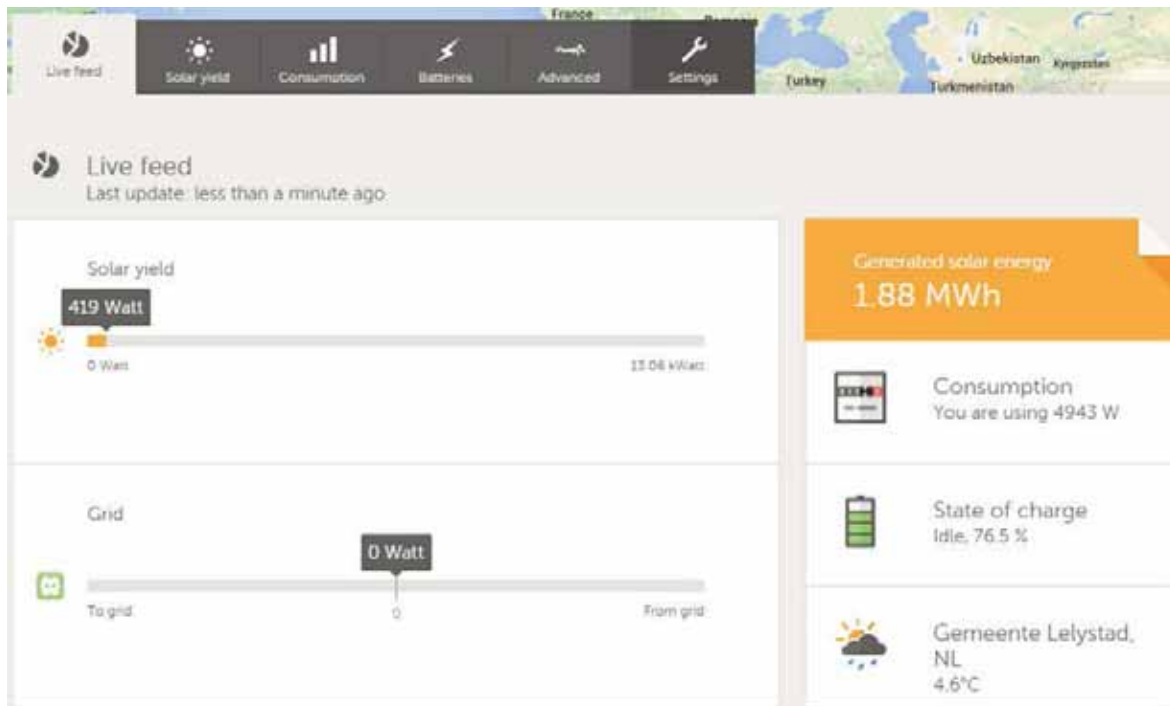 France
Live feed
Solar yield
Consumption
Batteries
Advanced
Settings
Turkey
Uzbekistan
Kyrgyzstan
Turkmenistan
Live feed
Last update: less than a minute ago
Solar yield
419 Watt
0 Watt
13.06 kWatt
Grid
0 Watt
To grid
0
From grid
Generated solar energy
1.88 MWh
Consumption
You are using 4943 W
State of charge
Idle, 76.5 %
Gemeente Lelystad,
NL
4.6°C